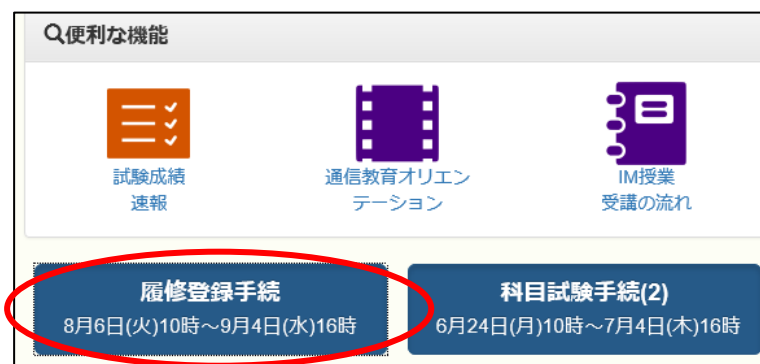 便利な機能
試験成績
速報
通信教育オリエン
テーション
IM授業
受講の流れ
履修登録手続
8月6日(火)10時～9月4日(水)16時
科目試験手続(2)
6月24日(月)10時～7月4日(木)16時